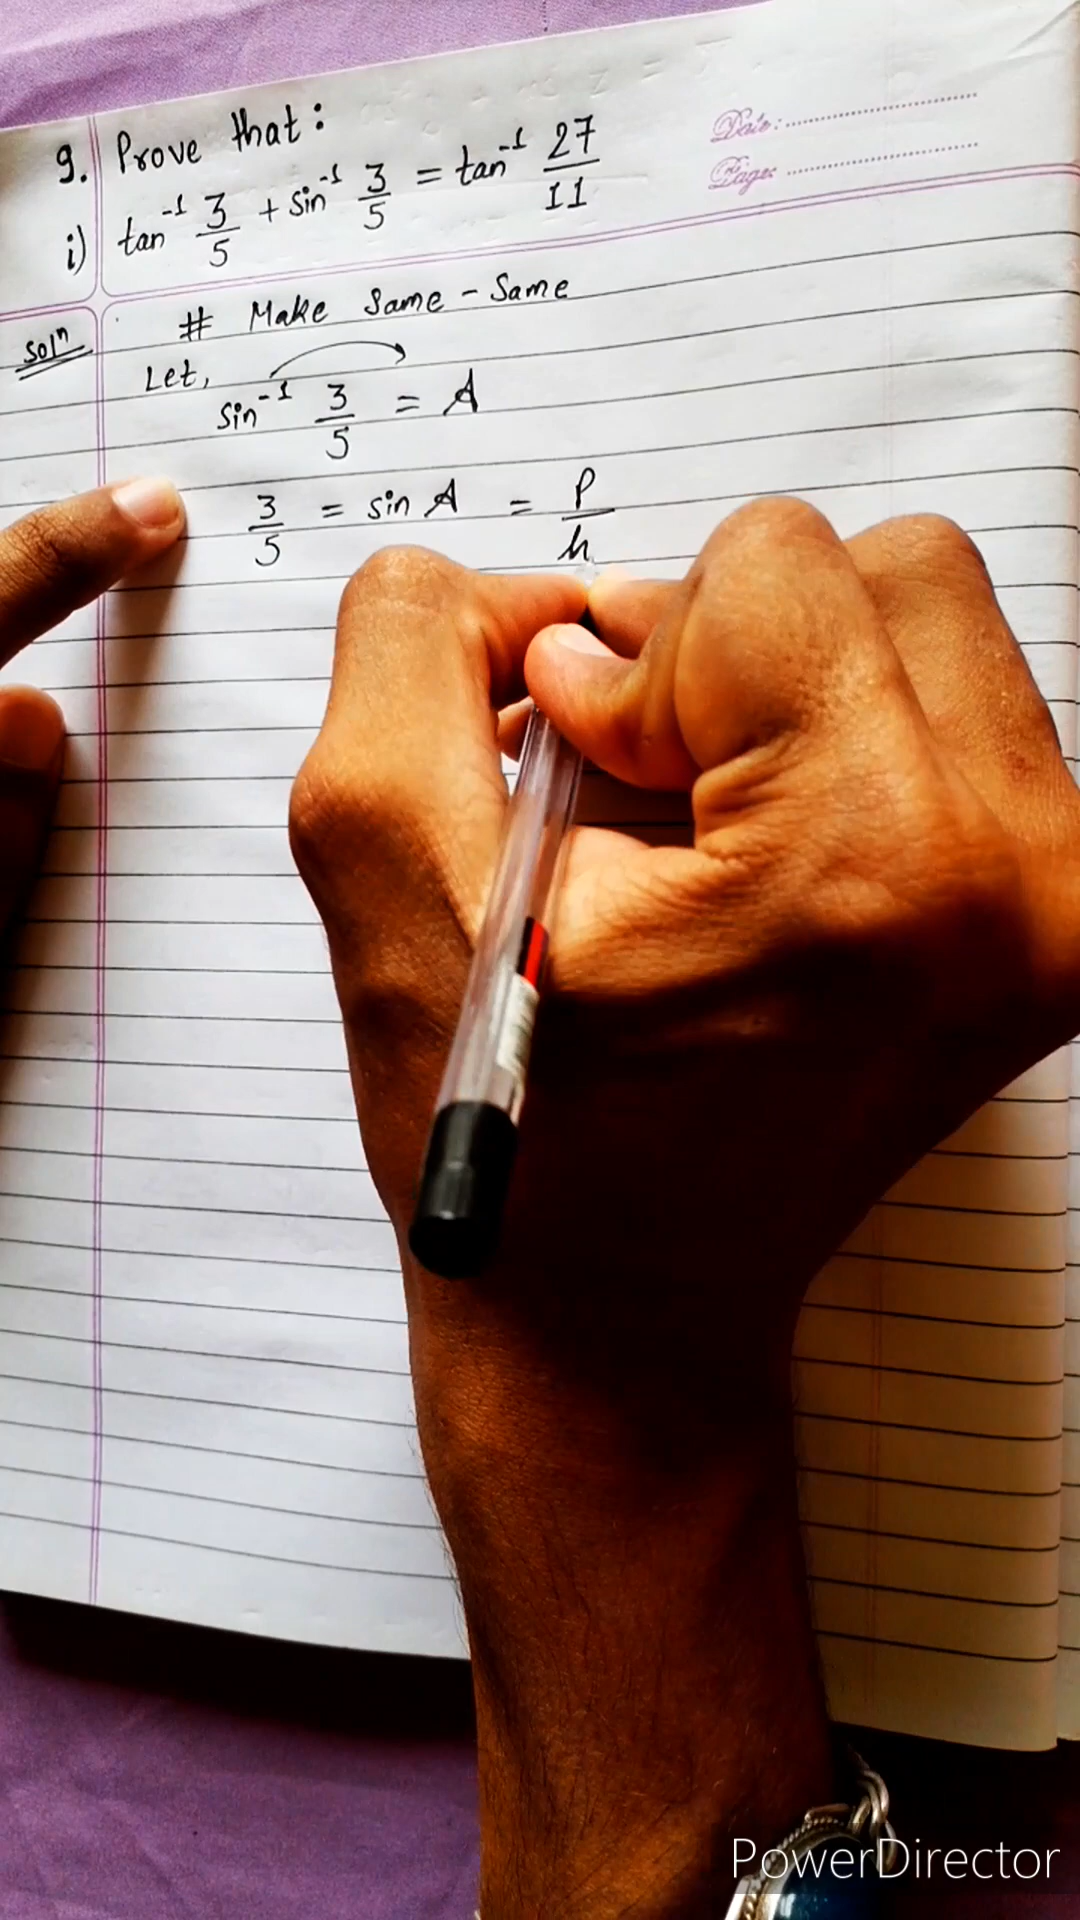 9. Prove that :
i) tan⁻¹ 3/5 + sin⁻¹ 3/5 = tan⁻¹ 27/11
Date: ..........................
Page: ..........................
Solⁿ # Make Same - Same
Let,
sin⁻¹ 3/5 = A
3/5 = sin A = P/h
PowerDirector